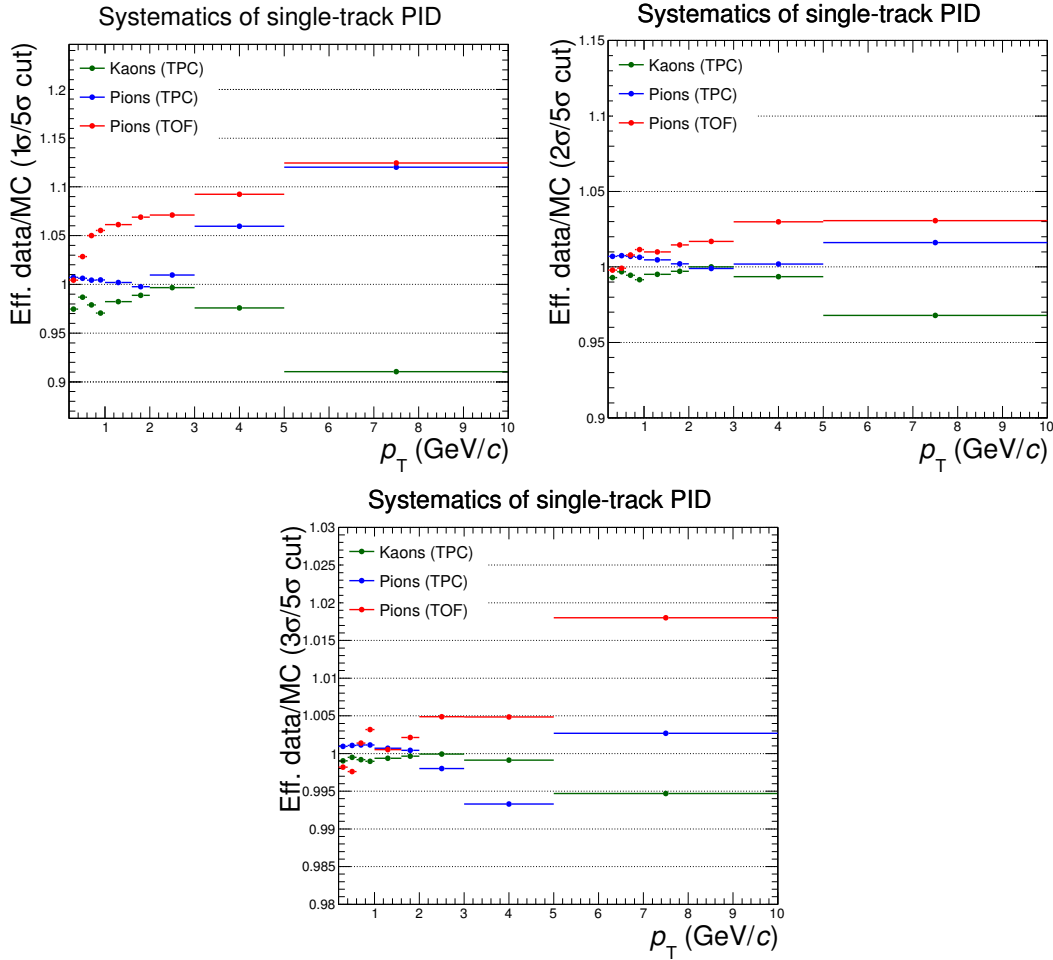 Systematics of single-track PID
Eff. data/MC (1σ/5σ cut)
Kaons (TPC)
Pions (TPC)
Pions (TOF)
1.2
1.15
1.1
1.05
1
0.95
0.9
1 2 3 4 5 6 7 8 9 10
p_T (GeV/c)
Systematics of single-track PID
Eff. data/MC (2σ/5σ cut)
Kaons (TPC)
Pions (TPC)
Pions (TOF)
1.15
1.1
1.05
1
0.95
0.9
1 2 3 4 5 6 7 8 9 10
p_T (GeV/c)
Systematics of single-track PID
Eff. data/MC (3σ/5σ cut)
Kaons (TPC)
Pions (TPC)
Pions (TOF)
1.03
1.025
1.02
1.015
1.01
1.005
1
0.995
0.99
0.985
0.98
1 2 3 4 5 6 7 8 9 10
p_T (GeV/c)